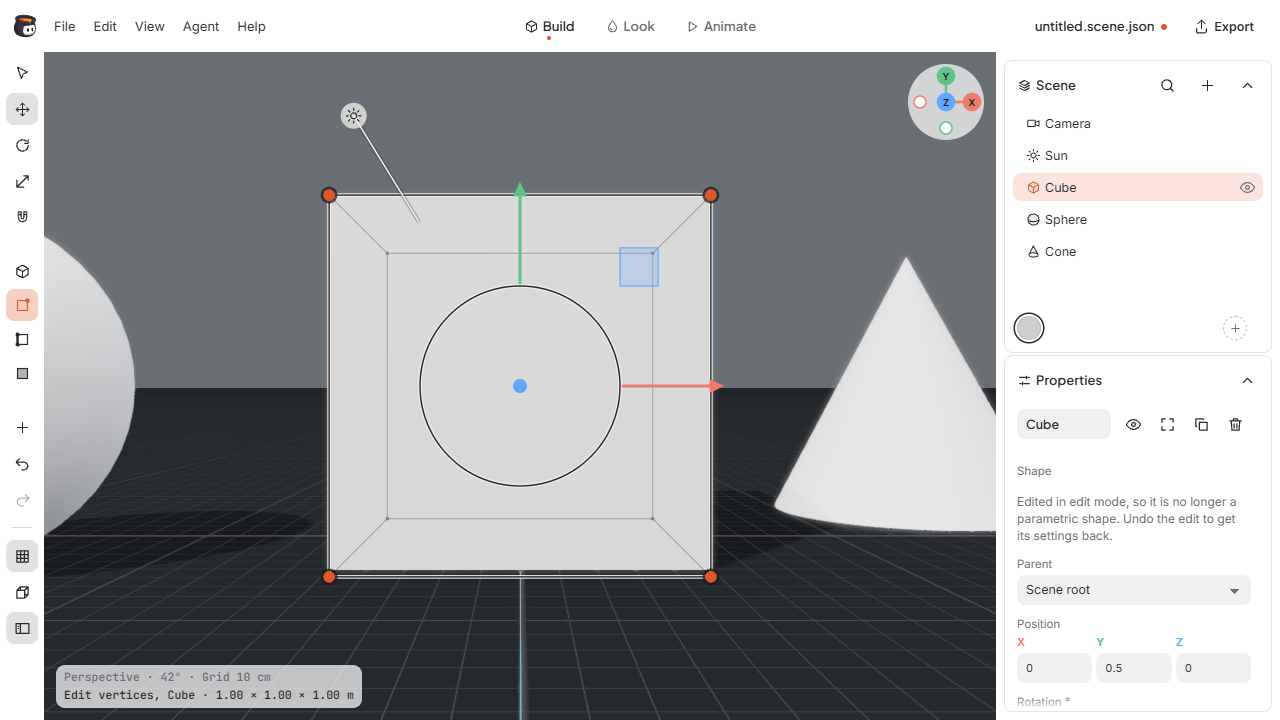 File Edit View Agent Help
Build Look Animate
untitled.scene.json
Export
Y
Z
X
Scene
Camera
Sun
Cube
Sphere
Cone
Properties
Cube
Shape
Edited in edit mode, so it is no longer a
parametric shape. Undo the edit to get
its settings back.
Parent
Scene root
Position
X Y Z
0 0.5 0
Rotation °
Perspective · 42° · Grid 10 cm
Edit vertices, Cube · 1.00 × 1.00 × 1.00 m